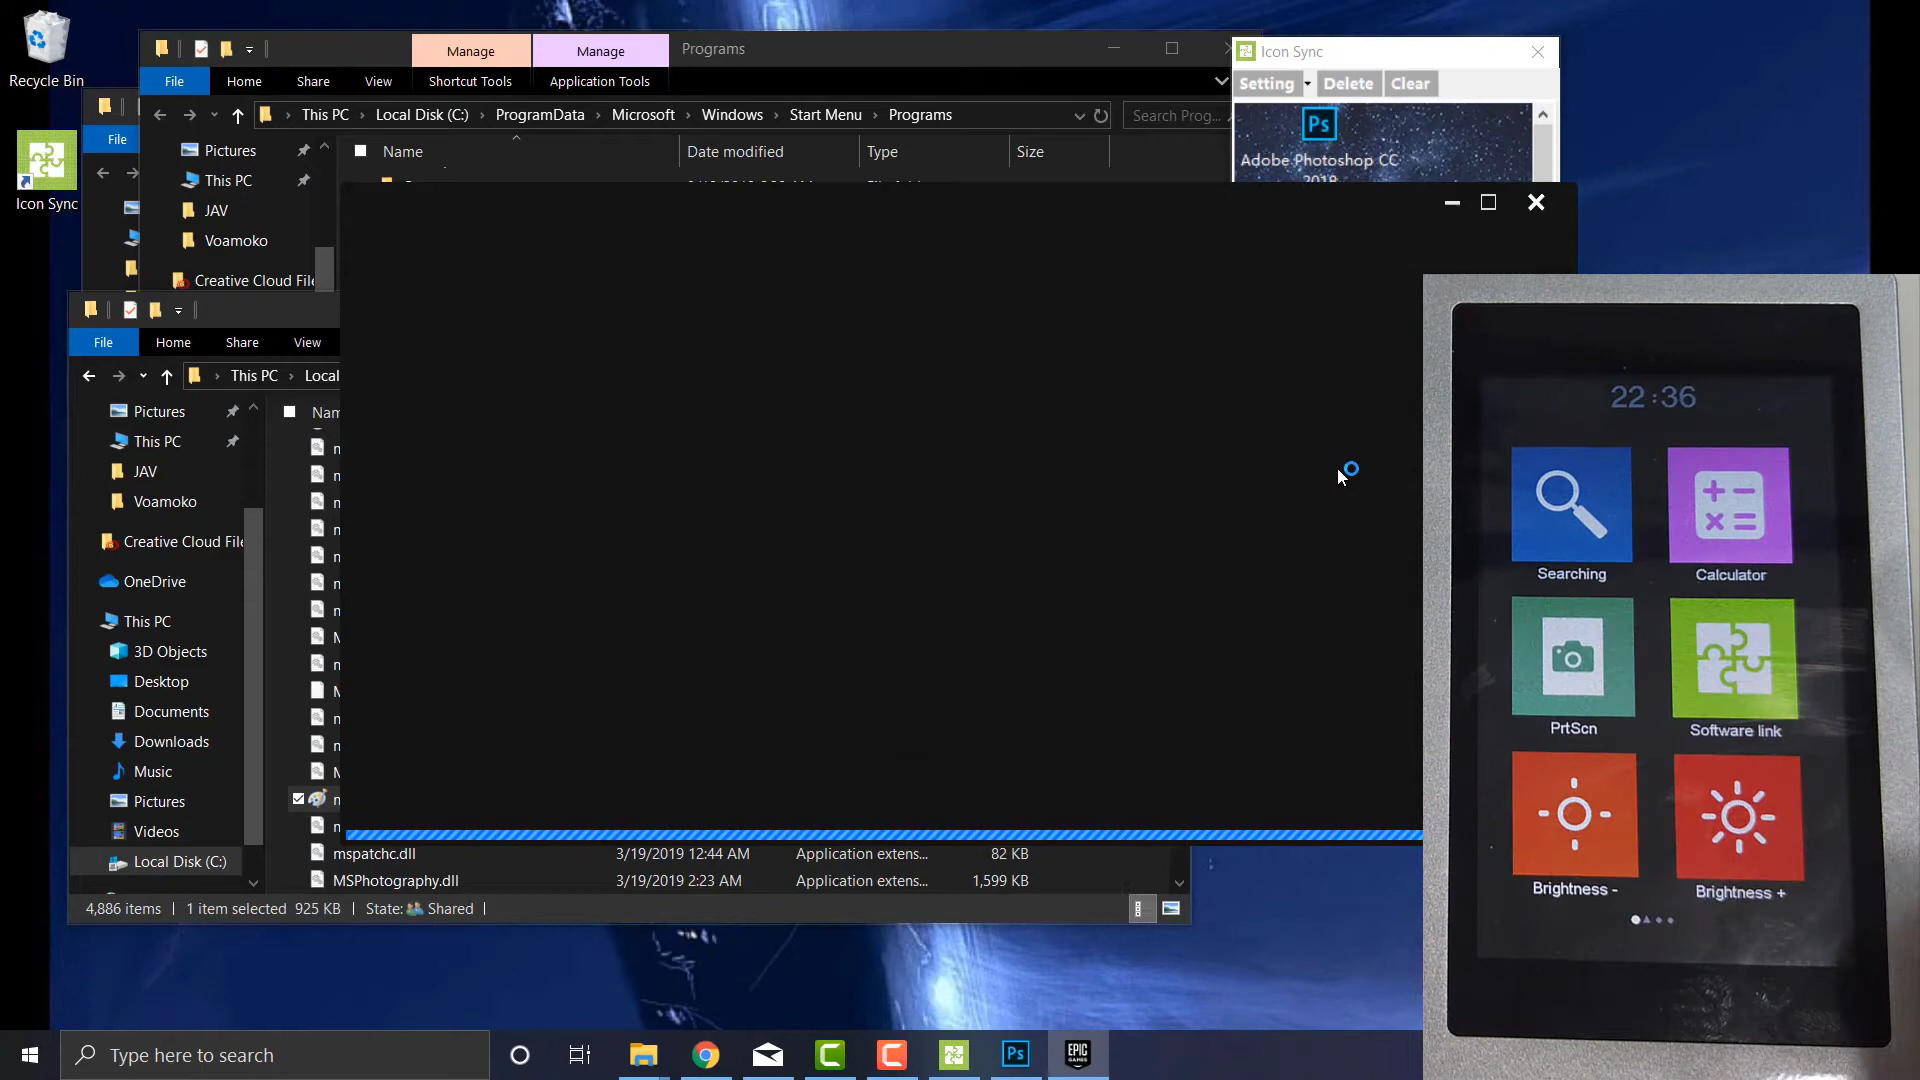 Recycle Bin
Icon Sync
File
Manage
Manage
Programs
File
Home
Share
View
Shortcut Tools
Application Tools
This PC
Local Disk (C:)
ProgramData
Microsoft
Windows
Start Menu
Programs
Search Prog...
Name
Date modified
Type
Size
Pictures
This PC
JAV
Voamoko
Creative Cloud File
Icon Sync
Setting
Delete
Clear
Ps
Adobe Photoshop CC
2018
File
Home
Share
View
This PC
Local
Pictures
This PC
JAV
Voamoko
Creative Cloud File
OneDrive
This PC
3D Objects
Desktop
Documents
Downloads
Music
Pictures
Videos
Local Disk (C:)
mspatchc.dll 3/19/2019 12:44 AM Application extens... 82 KB
MSPhotography.dll 3/19/2019 2:23 AM Application extens... 1,599 KB
4,886 items
1 item selected 925 KB
State: Shared
22:36
Searching
Calculator
PrtScn
Software link
Brightness -
Brightness +
Type here to search
Ps
EPIC
GAMES